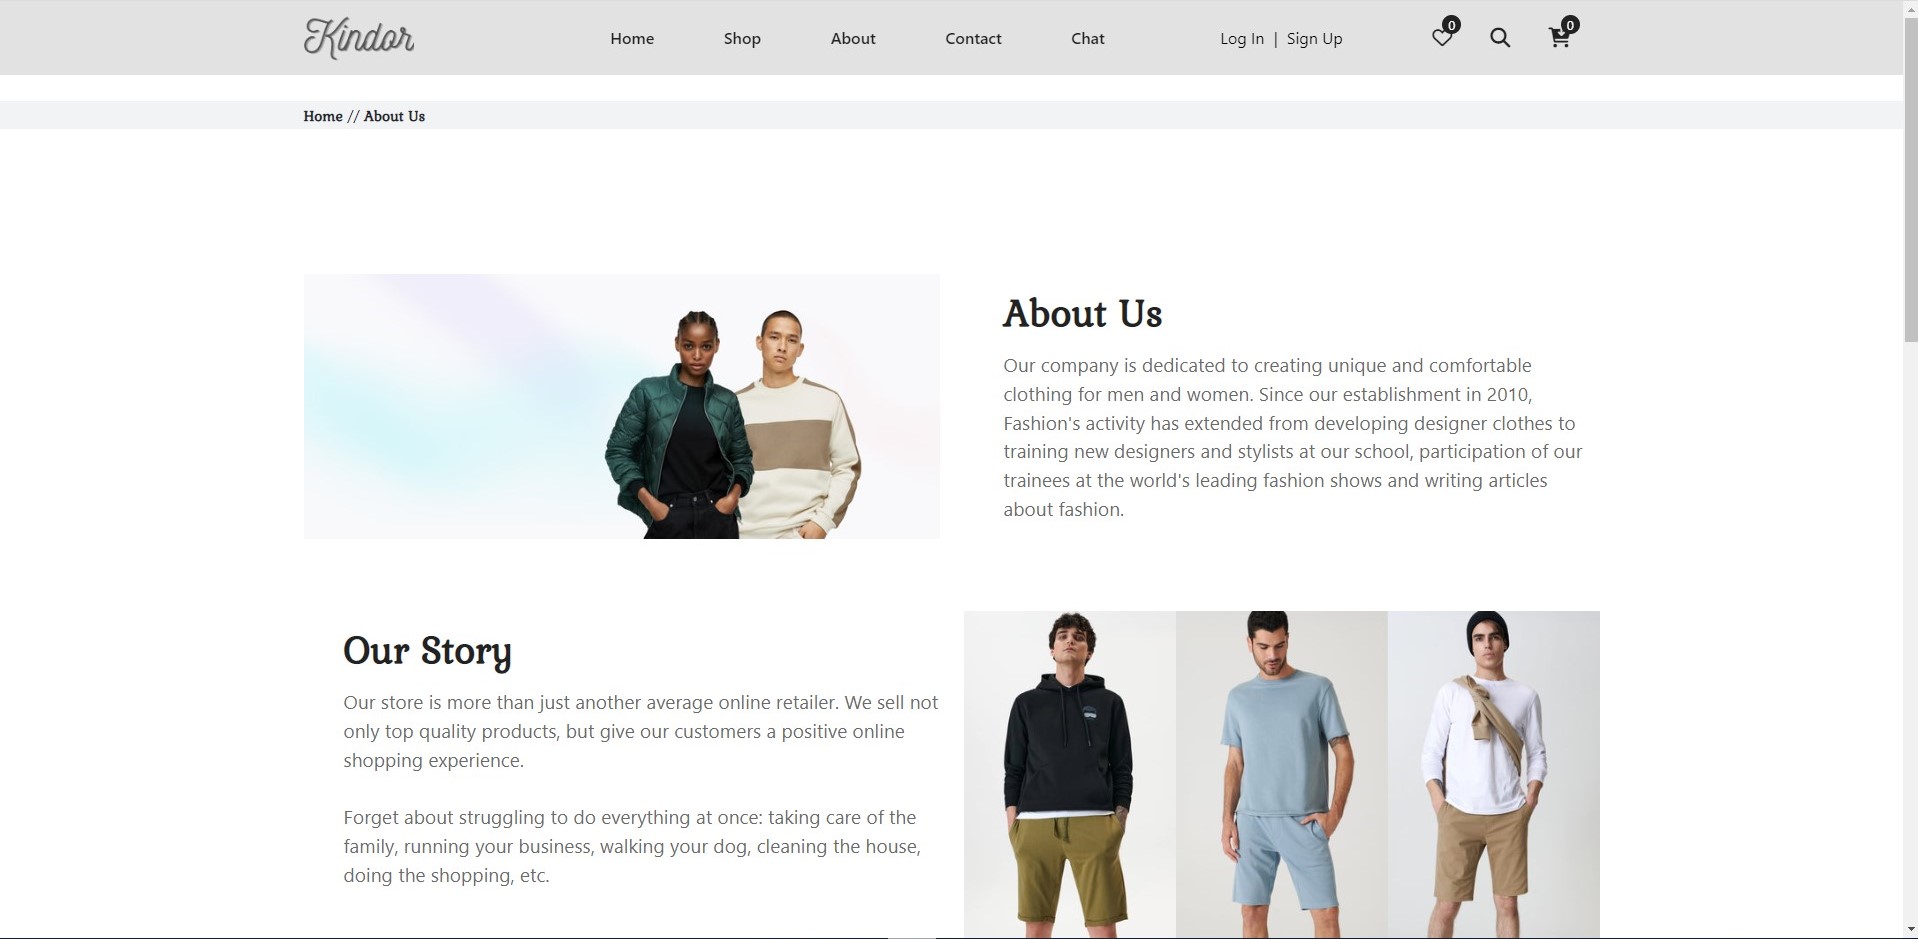 Kindor
Home Shop About Contact Chat Log In | Sign Up 0 0
Home // About Us
About Us
Our company is dedicated to creating unique and comfortable
clothing for men and women. Since our establishment in 2010,
Fashion's activity has extended from developing designer clothes to
training new designers and stylists at our school, participation of our
trainees at the world's leading fashion shows and writing articles
about fashion.
Our Story
Our store is more than just another average online retailer. We sell not
only top quality products, but give our customers a positive online
shopping experience.
Forget about struggling to do everything at once: taking care of the
family, running your business, walking your dog, cleaning the house,
doing the shopping, etc.